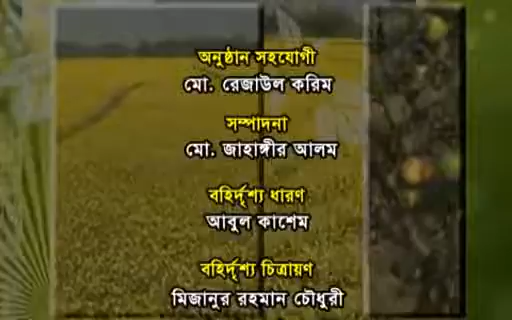 অনুষ্ঠান সহযোগী
মো. রেজাউল করিম
সম্পাদনা
মো. জাহাঙ্গীর আলম
বহির্দৃশ্য ধারণ
আবুল কাশেম
বহির্দৃশ্য চিত্রায়ণ
মিজানুর রহমান চৌধুরী